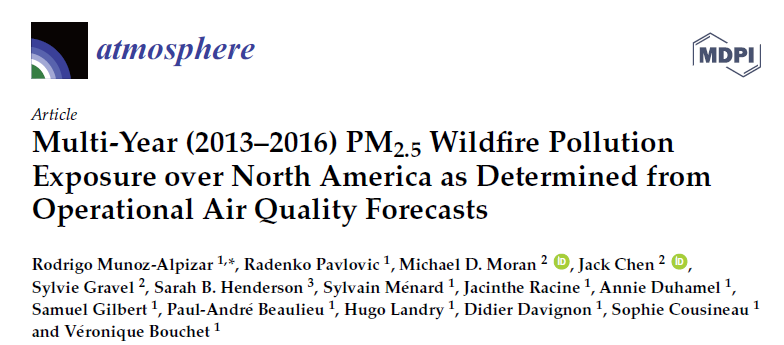 atmosphere
MDPI
Article
Multi-Year (2013–2016) PM2.5 Wildfire Pollution
Exposure over North America as Determined from
Operational Air Quality Forecasts
Rodrigo Munoz-Alpizar 1,*, Radenko Pavlovic 1, Michael D. Moran 2 iD, Jack Chen 2 iD,
Sylvie Gravel 2, Sarah B. Henderson 3, Sylvain Ménard 1, Jacinthe Racine 1, Annie Duhamel 1,
Samuel Gilbert 1, Paul-André Beaulieu 1, Hugo Landry 1, Didier Davignon 1, Sophie Cousineau 1
and Véronique Bouchet 1